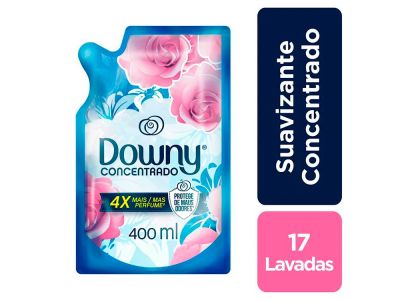 Downy®
CONCENTRADO
4X MAIS / MAS
PERFUME*
PROTEGE
DE MAUS
ODORES*
400 ml
Suavizante
Concentrado
17
Lavadas